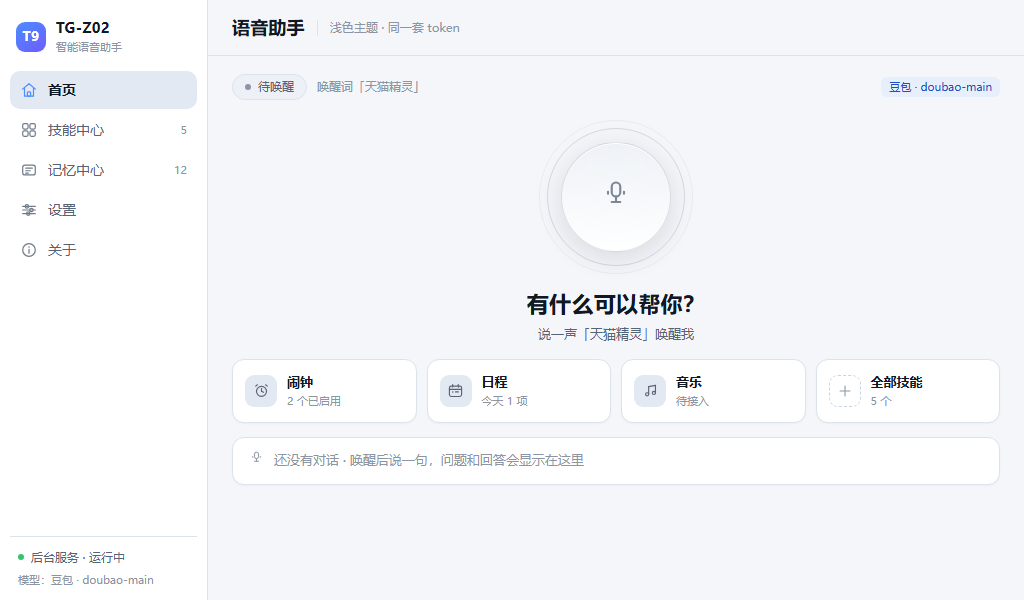 T9
TG-Z02
智能语音助手
首页
技能中心 5
记忆中心 12
设置
关于
后台服务 · 运行中
模型：豆包 · doubao-main
语音助手
浅色主题 · 同一套 token
待唤醒
唤醒词「天猫精灵」
豆包 · doubao-main
有什么可以帮你？
说一声「天猫精灵」唤醒我
闹钟
2 个已启用
日程
今天 1 项
音乐
待接入
全部技能
5 个
还没有对话 · 唤醒后说一句，问题和回答会显示在这里